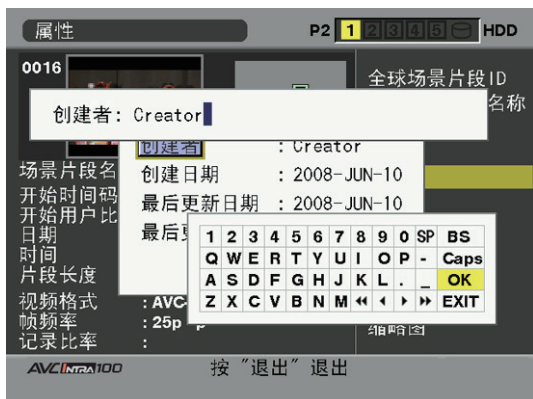 属性
P2 1 2 3 4 5 HDD
0016
全球场景片段ID
名称
创建者: Creator
创建者 : Creator
创建日期 : 2008-JUN-10
最后更新日期 : 2008-JUN-10
最后
场景片段名
开始时间码
开始用户比
日期
时间
片段长度
视频格式 : AVC-
帧频率 : 25p
记录比率 :
1 2 3 4 5 6 7 8 9 0 SP BS
Q W E R T Y U I O P - Caps
A S D F G H J K L . _ OK
Z X C V B N M ◀◀ ◀ ▶ ▶▶ EXIT
缩略图
AVC INTRA 100
按 "退出" 退出